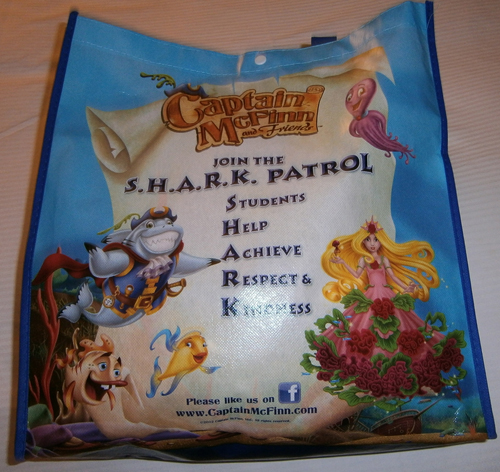 Captain
McFinn
and Friends
JOIN THE
S.H.A.R.K. PATROL
STUDENTS
HELP
ACHIEVE
RESPECT &
KINDNESS
Please like us on f
www.CaptainMcFinn.com